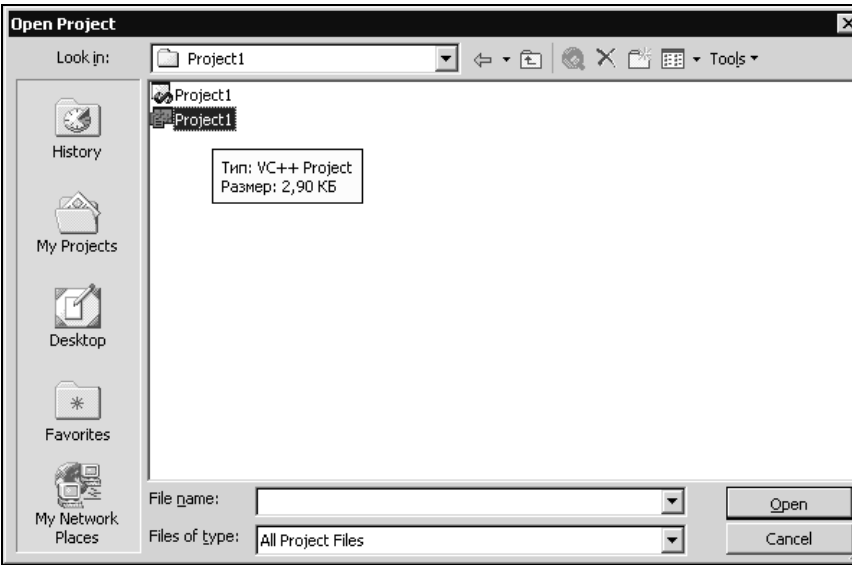 Open Project
Look in:
Project1
Tools
Project1
Project1
Тип: VC++ Project
Размер: 2,90 КБ
History
My Projects
Desktop
Favorites
My Network
Places
File name:
Open
Files of type:
All Project Files
Cancel